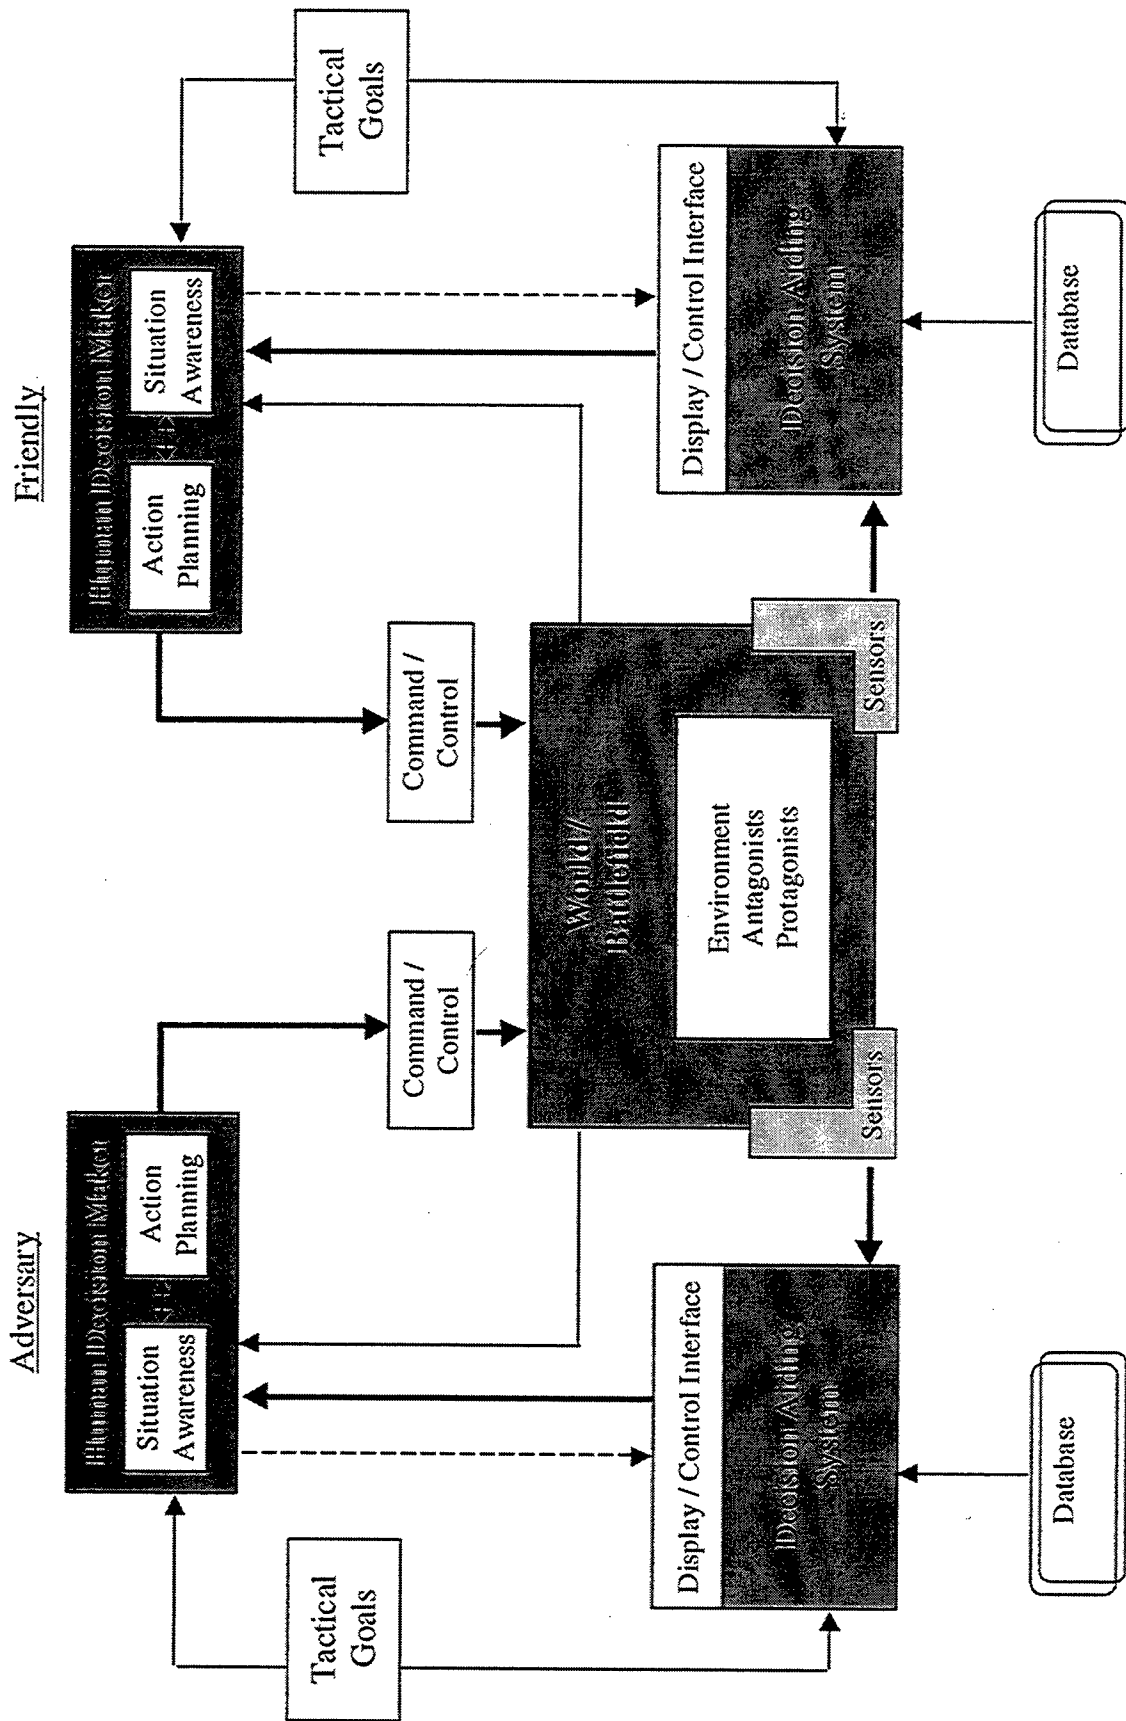 Adversary
Friendly
Human Decision Maker
Situation
Awareness
Action
Planning
Human Decision Maker
Action
Planning
Situation
Awareness
Tactical
Goals
Command /
Control
Command /
Control
Tactical
Goals
Display / Control Interface
Decision Aiding
System
World /
Battlefield
Environment
Antagonists
Protagonists
Sensors
Sensors
Display / Control Interface
Decision Aiding
System
Database
Database